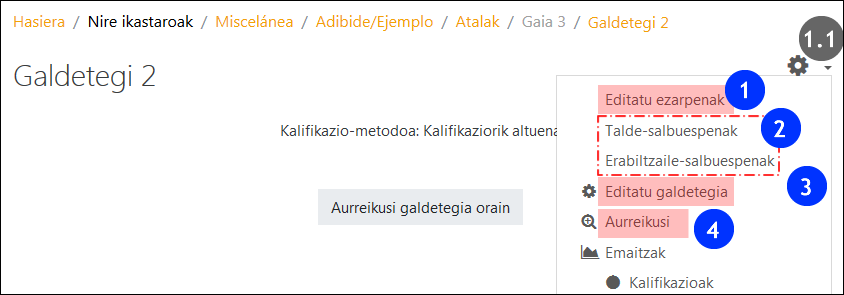 Hasiera / Nire ikastaroak / Miscelánea / Adibide/Ejemplo / Atalak / Gaia 3 / Galdetegi 2
1.1
Galdetegi 2
Editatu ezarpenak 1
Kalifikazio-metodoa: Kalifikaziorik altuena
Talde-salbuespenak 2
Erabiltzaile-salbuespenak
Editatu galdetegia 3
Aurreikusi galdetegia orain
Aurreikusi 4
Emaitzak
Kalifikazioak